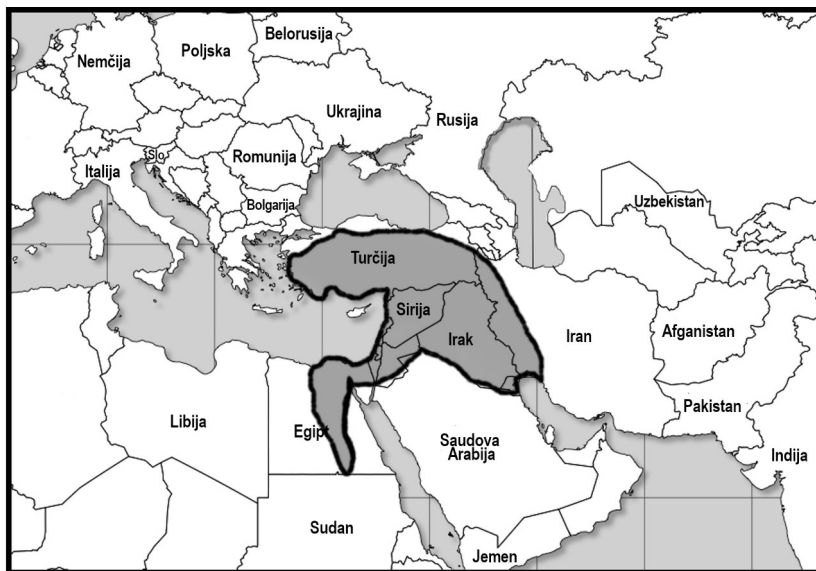 Belorusija
Nemčija
Poljska
Ukrajina
Rusija
Slo
Italija
Romunija
Bolgarija
Uzbekistan
Turčija
Sirija
Irak
Iran
Afganistan
Pakistan
Libija
Egipt
Saudova
Arabija
Indija
Sudan
Jemen